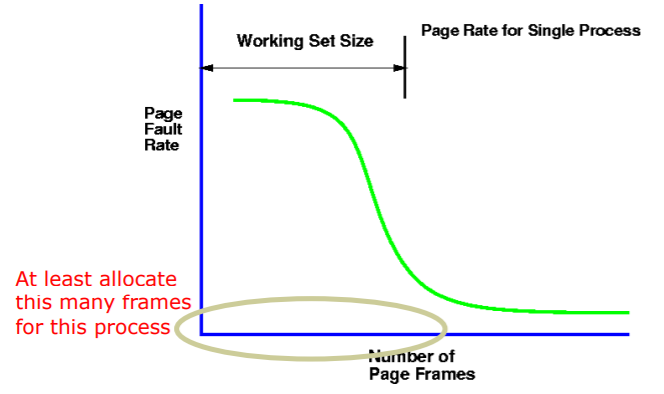 Page Rate for Single Process
Working Set Size
Page
Fault
Rate
At least allocate
this many frames
for this process
Number of
Page Frames